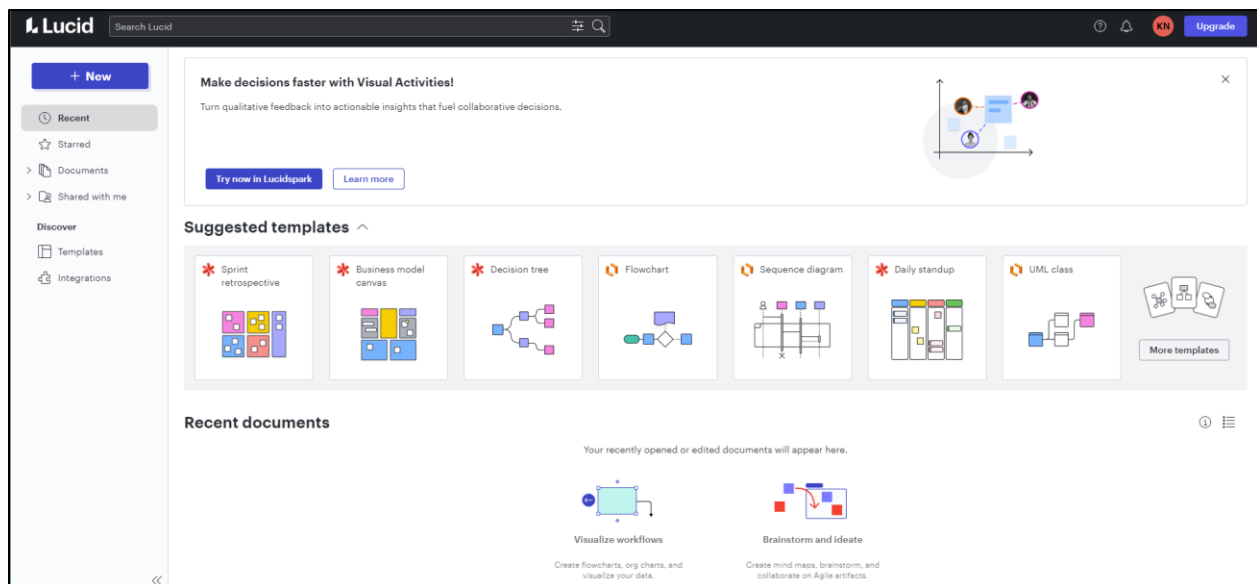 Lucid
Search Lucid
KN
Upgrade
+ New
Recent
Starred
Documents
Shared with me
Discover
Templates
Integrations
Make decisions faster with Visual Activities!
Turn qualitative feedback into actionable insights that fuel collaborative decisions.
Try now in Lucidspark
Learn more
Suggested templates
Sprint
retrospective
Business model
canvas
Decision tree
Flowchart
Sequence diagram
Daily standup
UML class
More templates
Recent documents
Your recently opened or edited documents will appear here.
Visualize workflows
Create flowcharts, org charts, and
visualize your data.
Brainstorm and ideate
Create mind maps, brainstorm, and
collaborate on Agile artifacts.